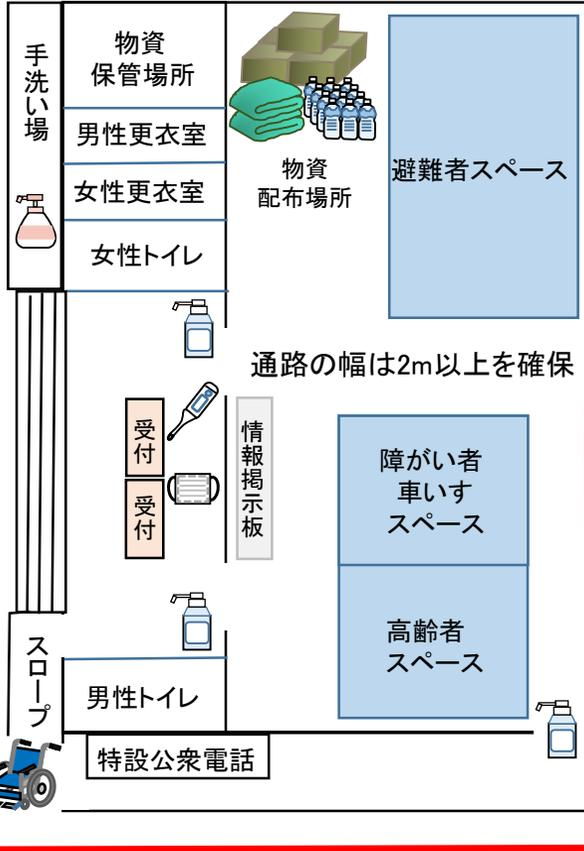 手洗い場
物資
保管場所
男性更衣室
女性更衣室
女性トイレ
物資
配布場所
避難者スペース
通路の幅は2m以上を確保
受付
受付
情報掲示板
障がい者
車いす
スペース
高齢者
スペース
スロープ
男性トイレ
特設公衆電話